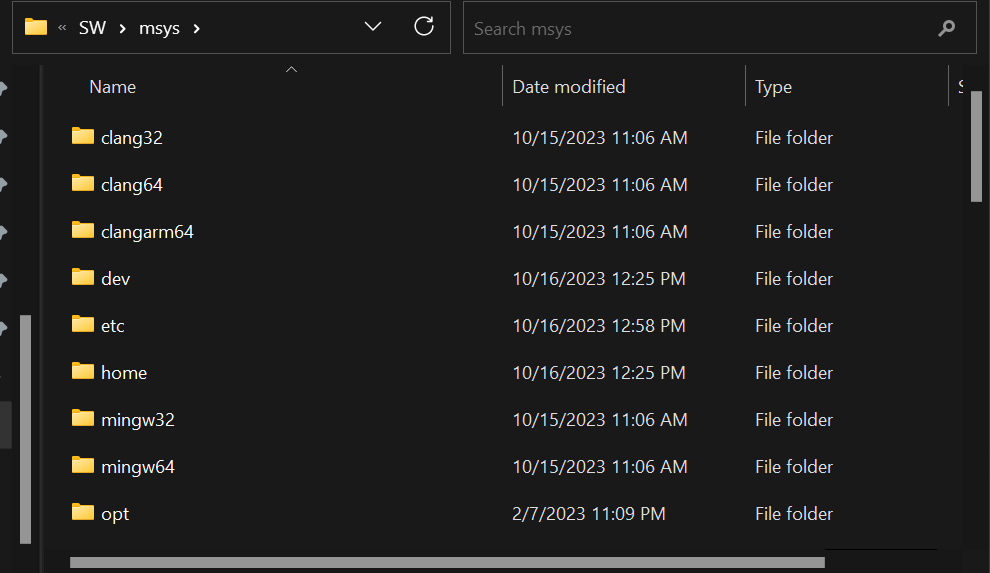 « SW > msys >
Search msys
Name Date modified Type S
clang32 10/15/2023 11:06 AM File folder
clang64 10/15/2023 11:06 AM File folder
clangarm64 10/15/2023 11:06 AM File folder
dev 10/16/2023 12:25 PM File folder
etc 10/16/2023 12:58 PM File folder
home 10/16/2023 12:25 PM File folder
mingw32 10/15/2023 11:06 AM File folder
mingw64 10/15/2023 11:06 AM File folder
opt 2/7/2023 11:09 PM File folder